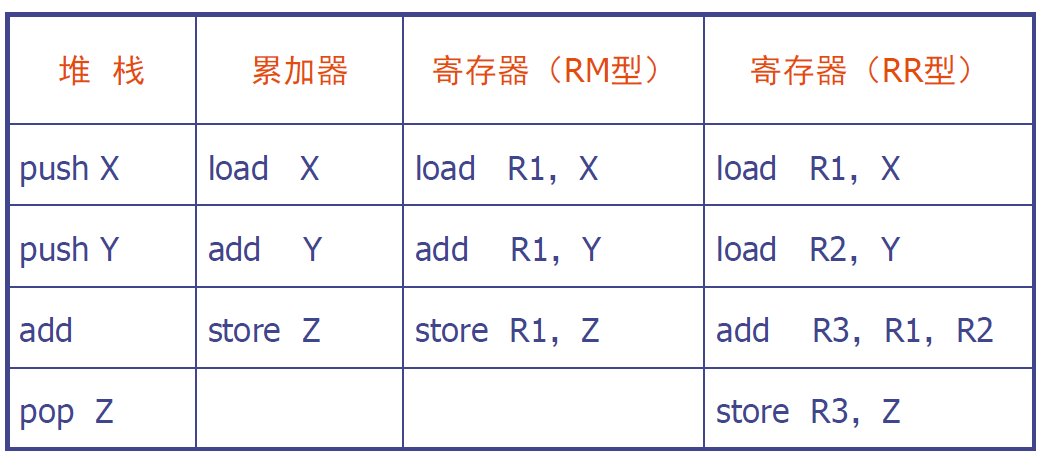 堆 栈 累加器 寄存器（RM型） 寄存器（RR型）
push X load X load R1，X load R1，X
push Y add Y add R1，Y load R2，Y
add store Z store R1，Z add R3，R1，R2
pop Z store R3，Z